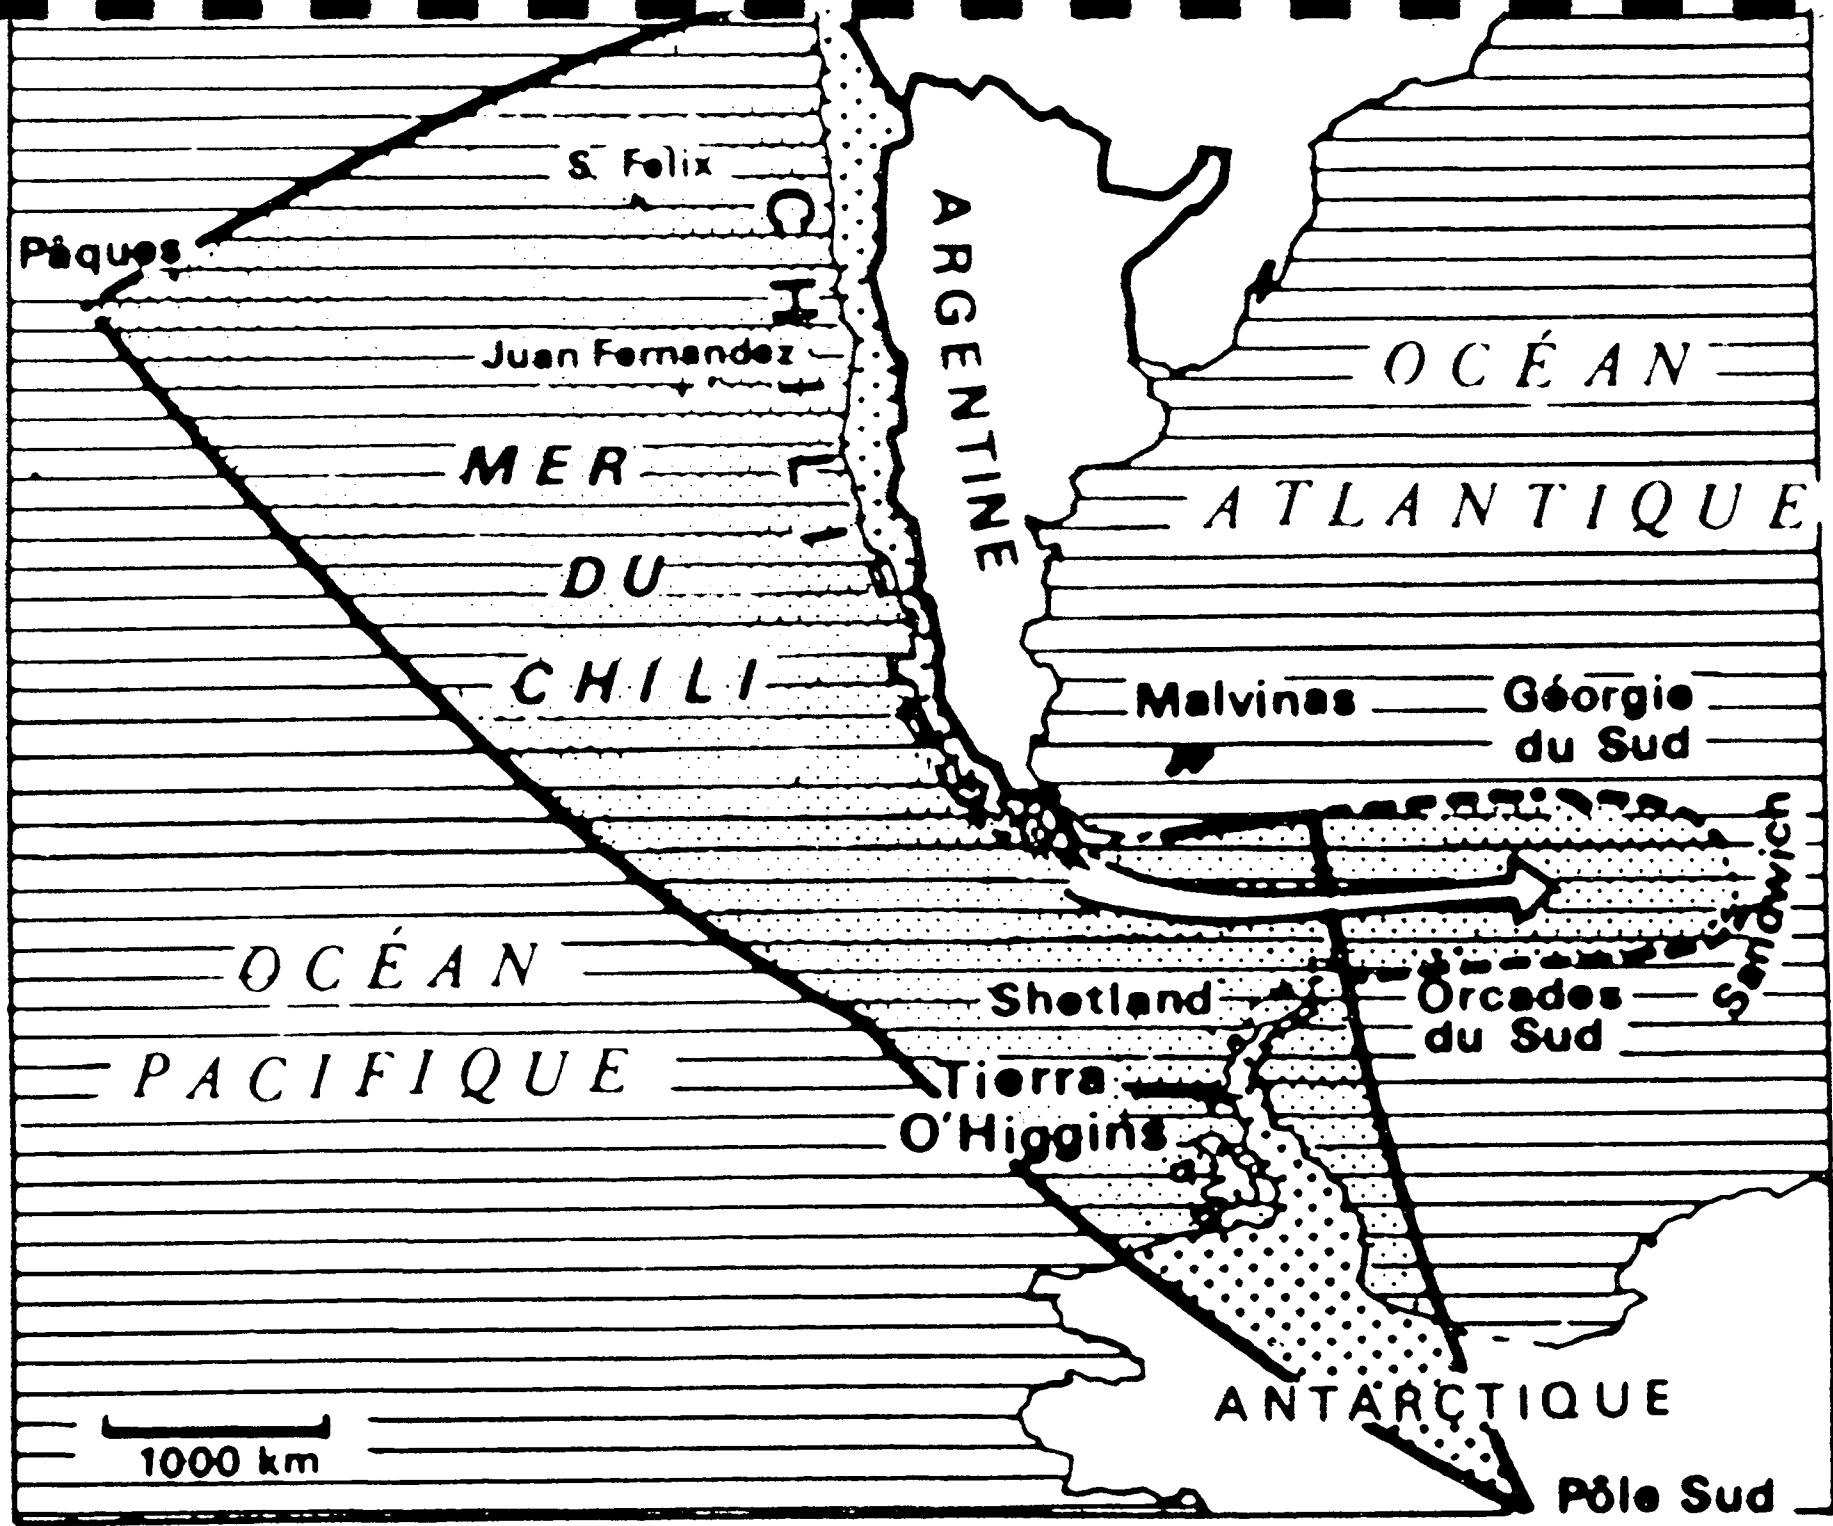 S. Felix
Pâques
CHILI
ARGENTINE
Juan Fernandez
OCÉAN
ATLANTIQUE
MER
DU
CHILI
Malvinas
Géorgie
du Sud
Sandwich
OCÉAN
PACIFIQUE
Shetland
Orcades
du Sud
Tierra
O'Higgins
ANTARCTIQUE
1000 km
Pôle Sud